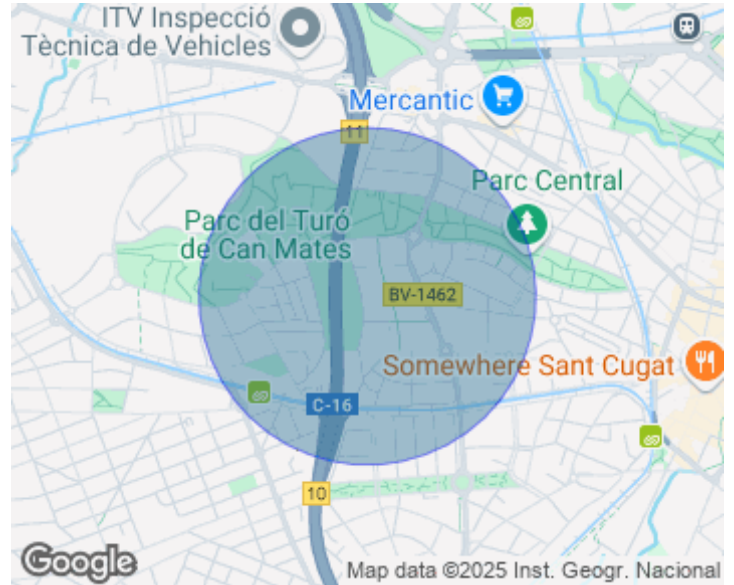 ITV Inspecció
Tècnica de Vehicles
Mercantic
11
Parc Central
Parc del Turó
de Can Mates
BV-1462
Somewhere Sant Cugat
C-16
10
Google
Map data ©2025 Inst. Geogr. Nacional